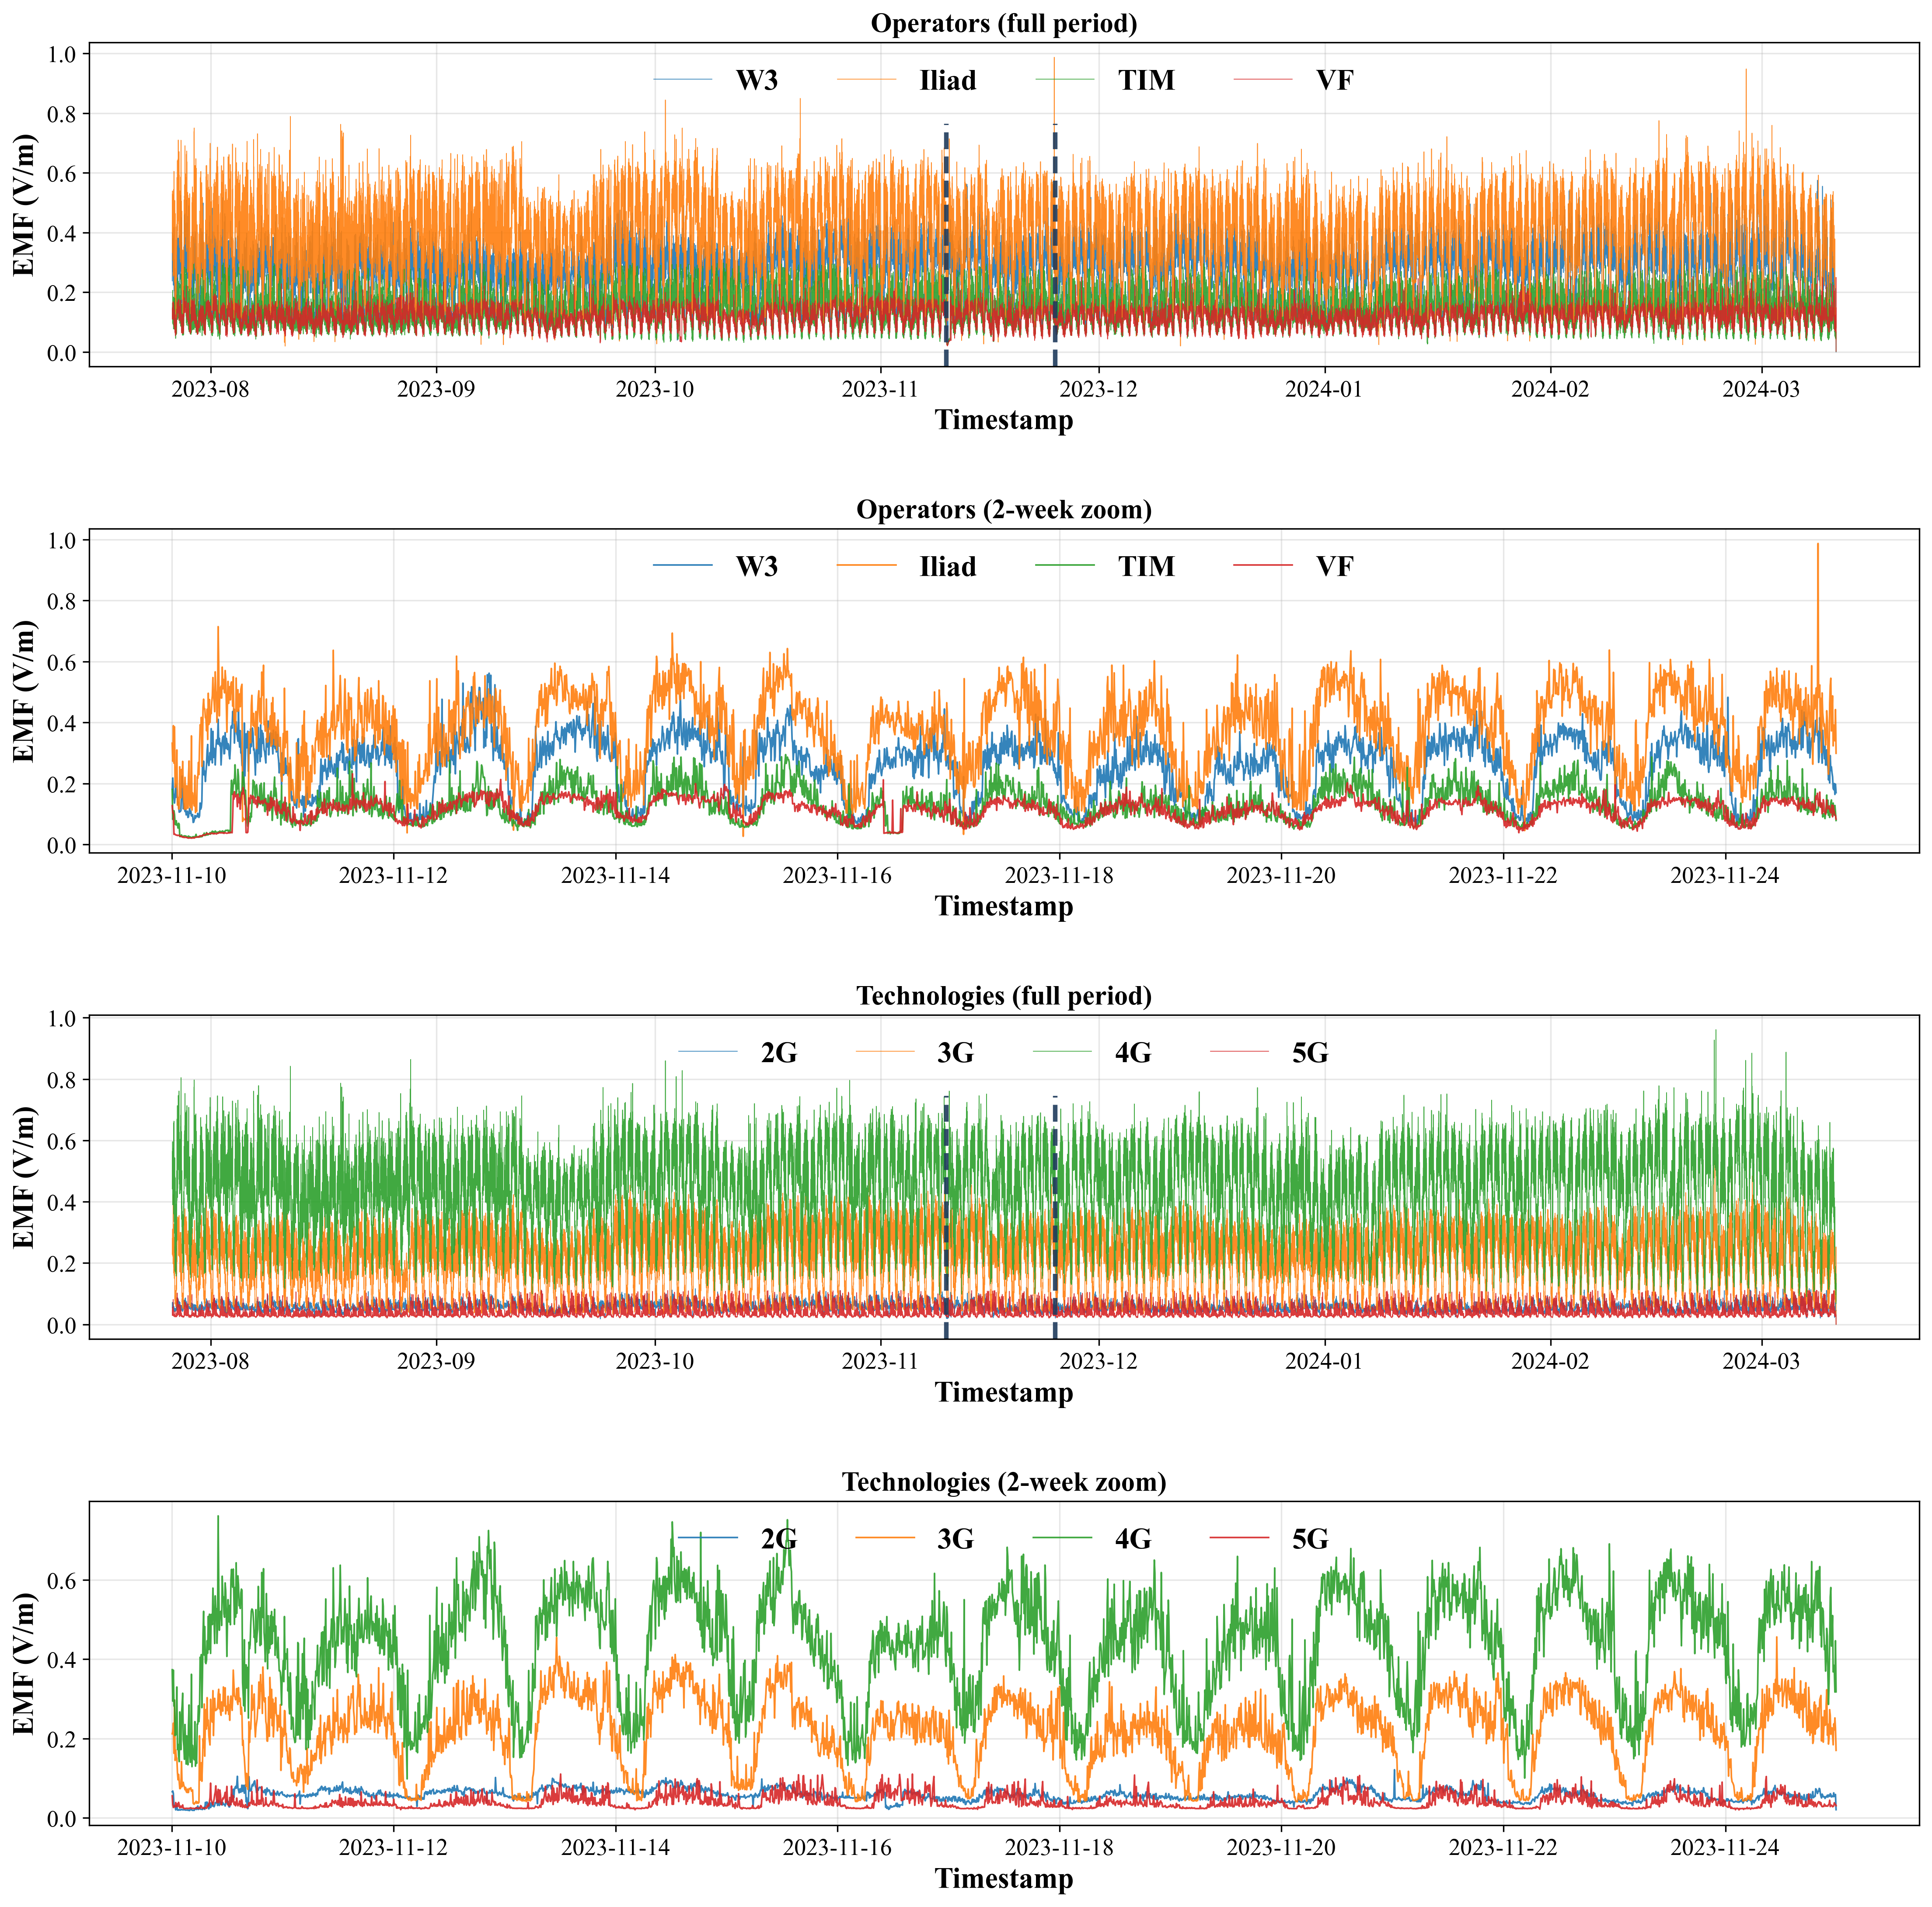 Operators (full period)
W3 Iliad TIM VF
EMF (V/m)
1.0
0.8
0.6
0.4
0.2
0.0
2023-08 2023-09 2023-10 2023-11 2023-12 2024-01 2024-02 2024-03
Timestamp
Operators (2-week zoom)
W3 Iliad TIM VF
EMF (V/m)
1.0
0.8
0.6
0.4
0.2
0.0
2023-11-10 2023-11-12 2023-11-14 2023-11-16 2023-11-18 2023-11-20 2023-11-22 2023-11-24
Timestamp
Technologies (full period)
2G 3G 4G 5G
EMF (V/m)
1.0
0.8
0.6
0.4
0.2
0.0
2023-08 2023-09 2023-10 2023-11 2023-12 2024-01 2024-02 2024-03
Timestamp
Technologies (2-week zoom)
2G 3G 4G 5G
EMF (V/m)
0.6
0.4
0.2
0.0
2023-11-10 2023-11-12 2023-11-14 2023-11-16 2023-11-18 2023-11-20 2023-11-22 2023-11-24
Timestamp